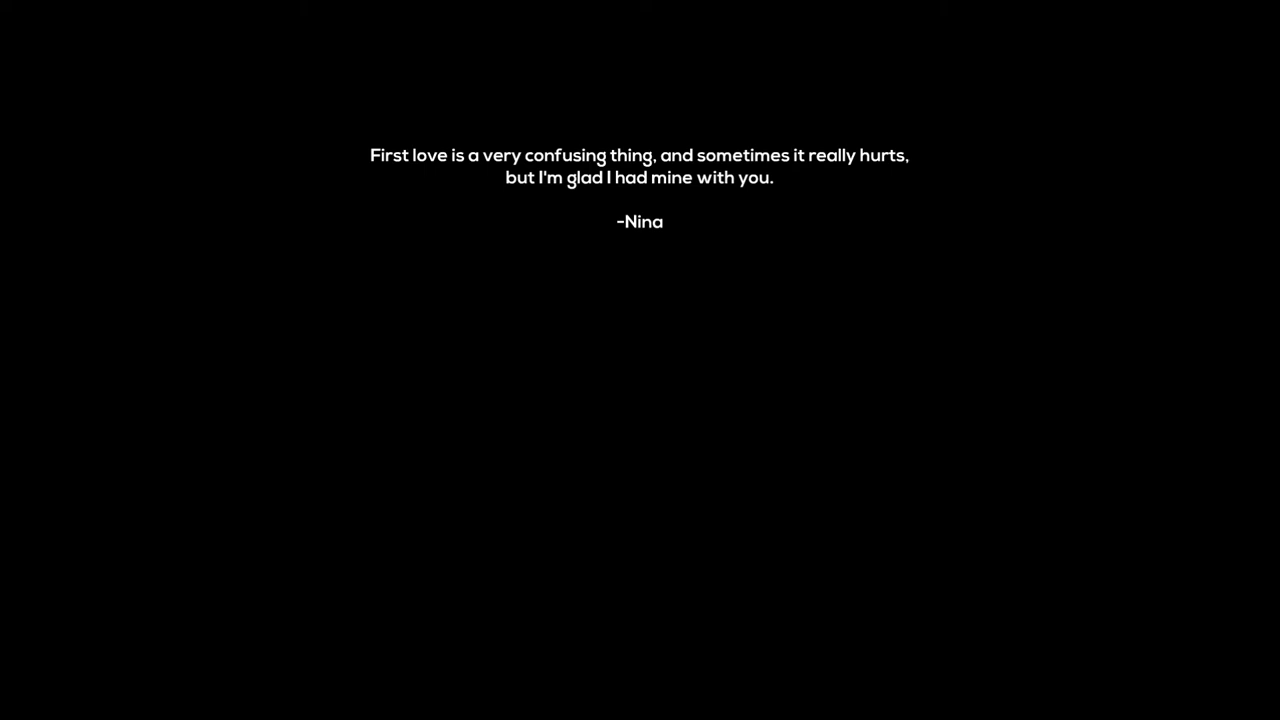 First love is a very confusing thing, and sometimes it really hurts,
but I'm glad I had mine with you.
-Nina